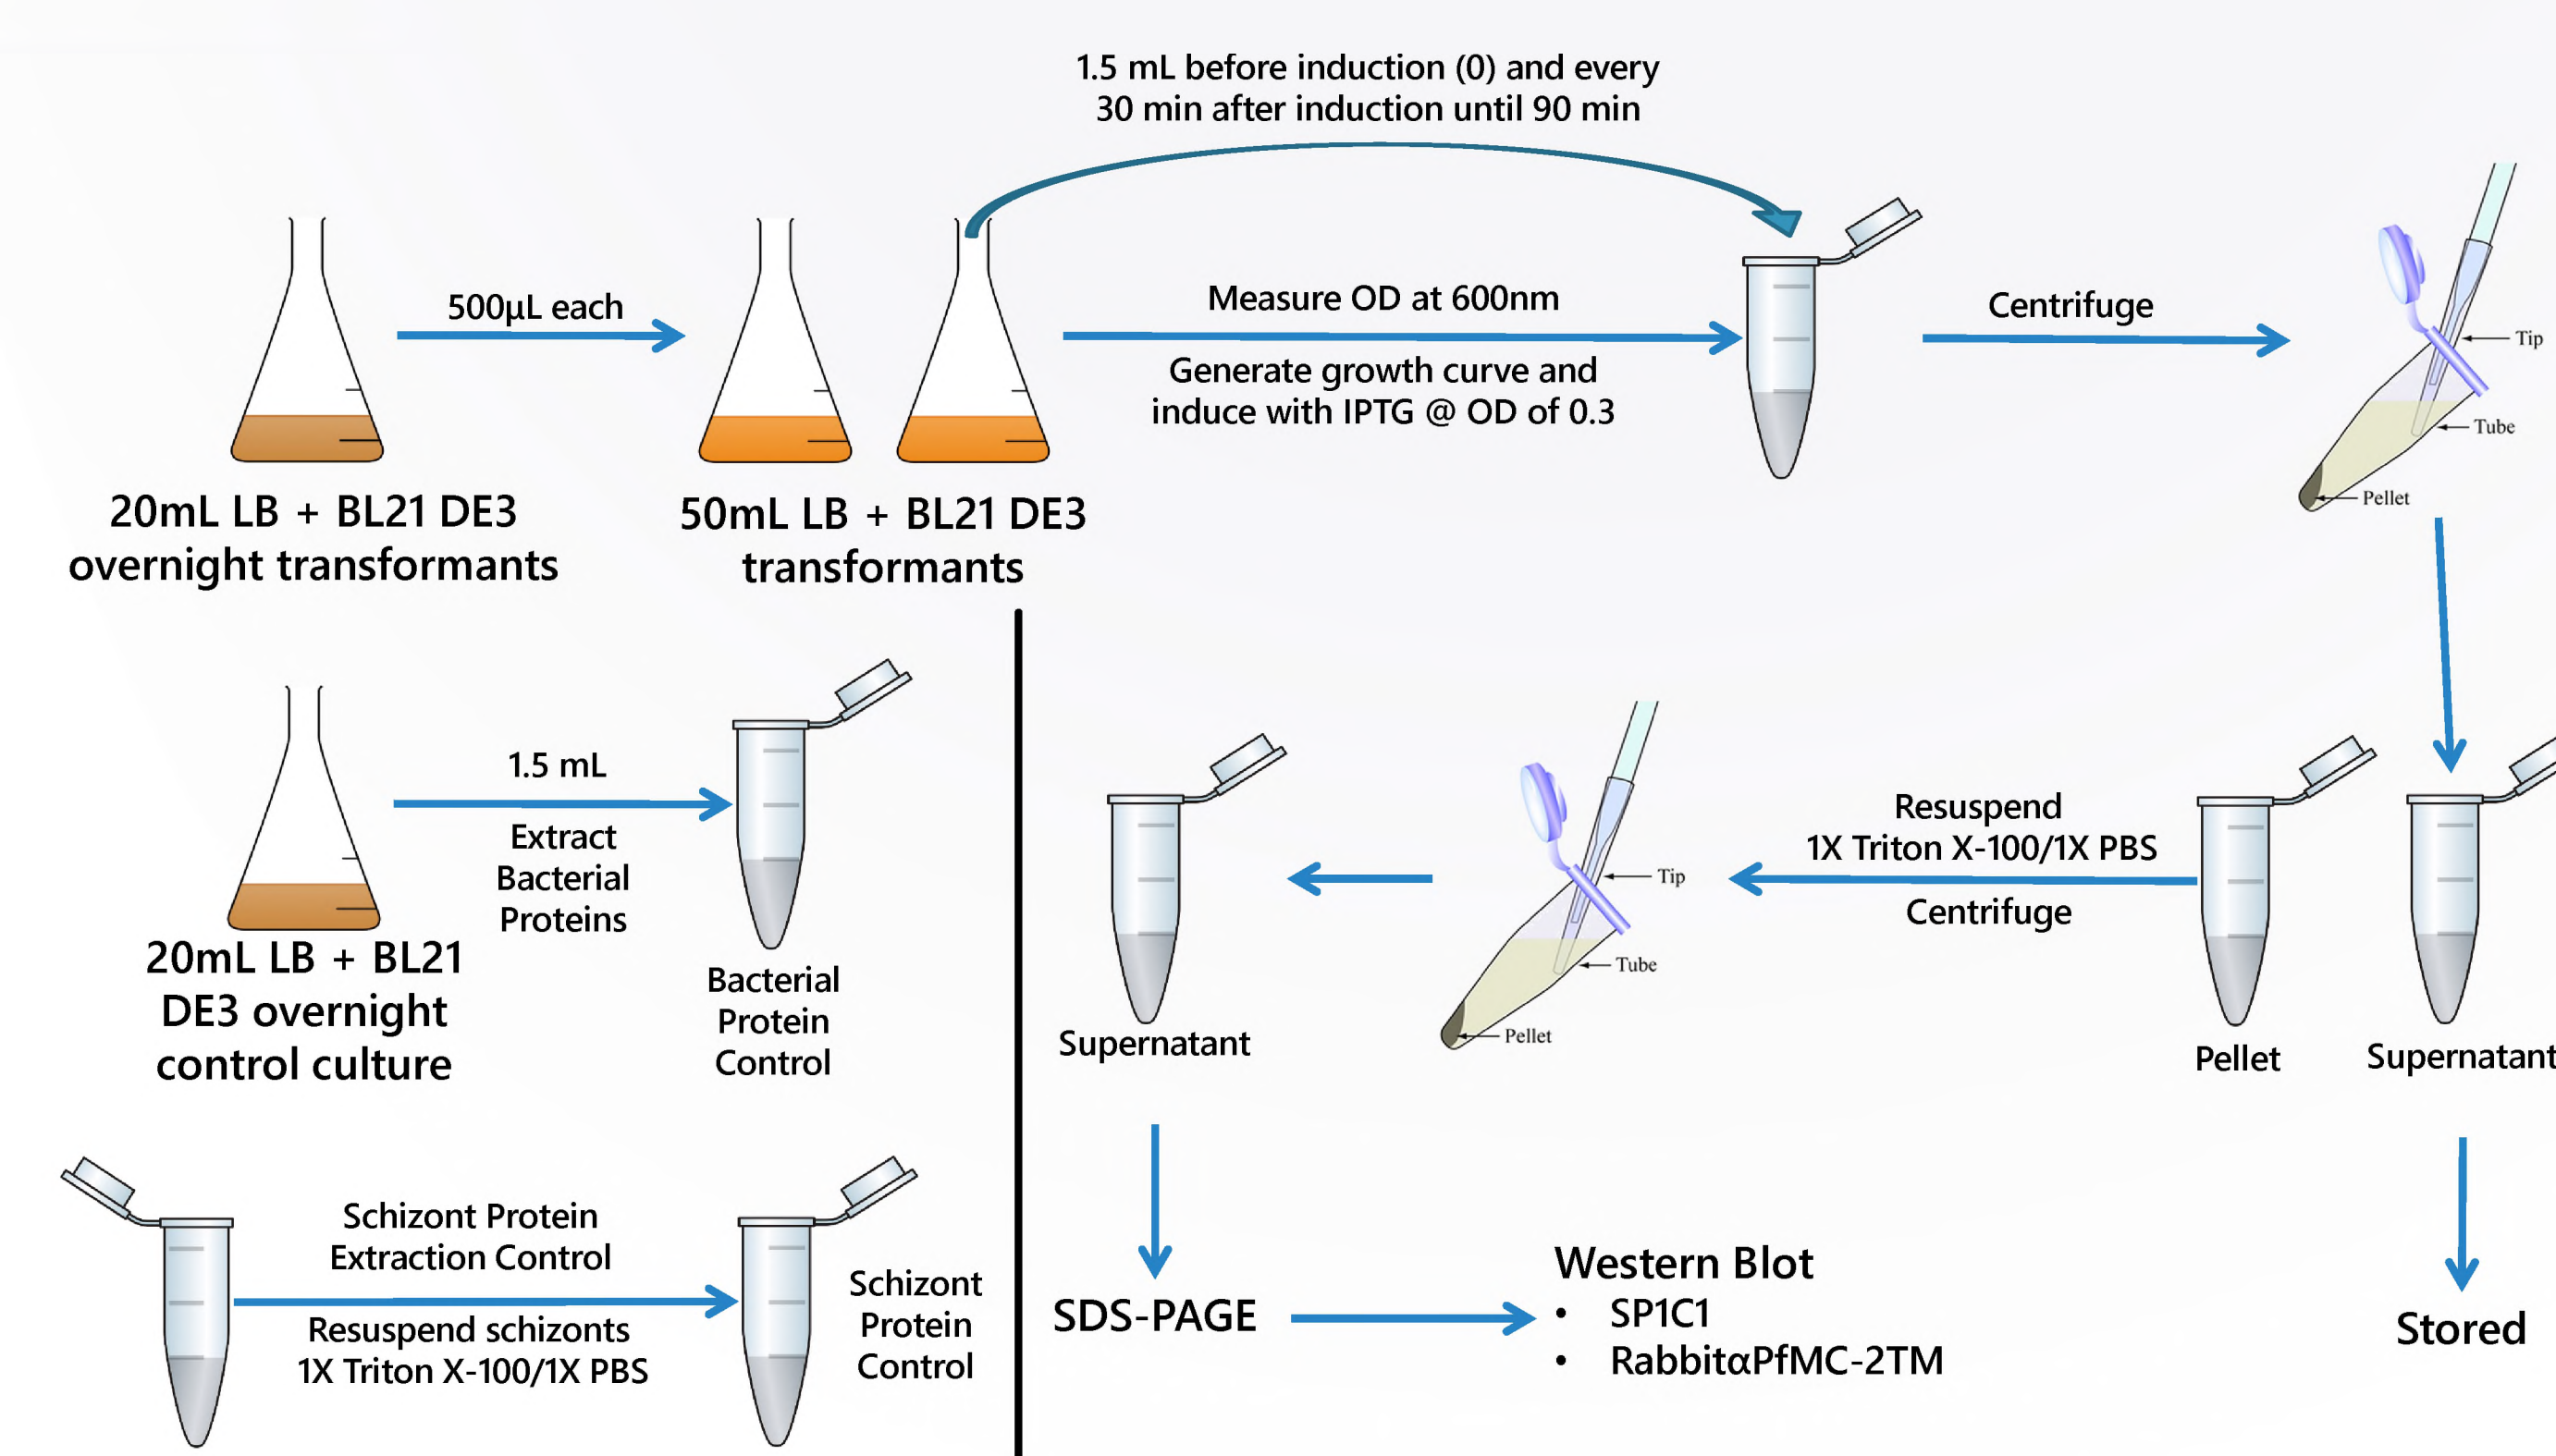 1.5 mL before induction (0) and every
30 min after induction until 90 min
500µL each
Measure OD at 600nm
Generate growth curve and
induce with IPTG @ OD of 0.3
Centrifuge
Tip
Tube
Pellet
20mL LB + BL21 DE3
overnight transformants
50mL LB + BL21 DE3
transformants
1.5 mL
Extract
Bacterial
Proteins
20mL LB + BL21
DE3 overnight
control culture
Bacterial
Protein
Control
Schizont Protein
Extraction Control
Resuspend schizonts
1X Triton X-100/1X PBS
Schizont
Protein
Control
Resuspend
1X Triton X-100/1X PBS
Centrifuge
Pellet
Supernatant
Tip
Tube
Pellet
Supernatant
Stored
SDS-PAGE
Western Blot
• SP1C1
• RabbitαPfMC-2TM